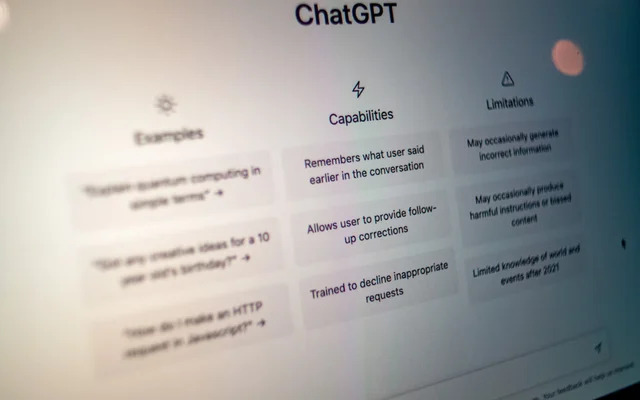 ChatGPT
Examples
Capabilities
Limitations
"Explain quantum computing in
simple terms" →
Remembers what user said
earlier in the conversation
May occasionally generate
incorrect information
"Got any creative ideas for a 10
year old's birthday?" →
Allows user to provide follow-
up corrections
May occasionally produce
harmful instructions or biased
content
"How do I make an HTTP
request in Javascript?" →
Trained to decline inappropriate
requests
Limited knowledge of world and
events after 2021
Your feedback will help us improve